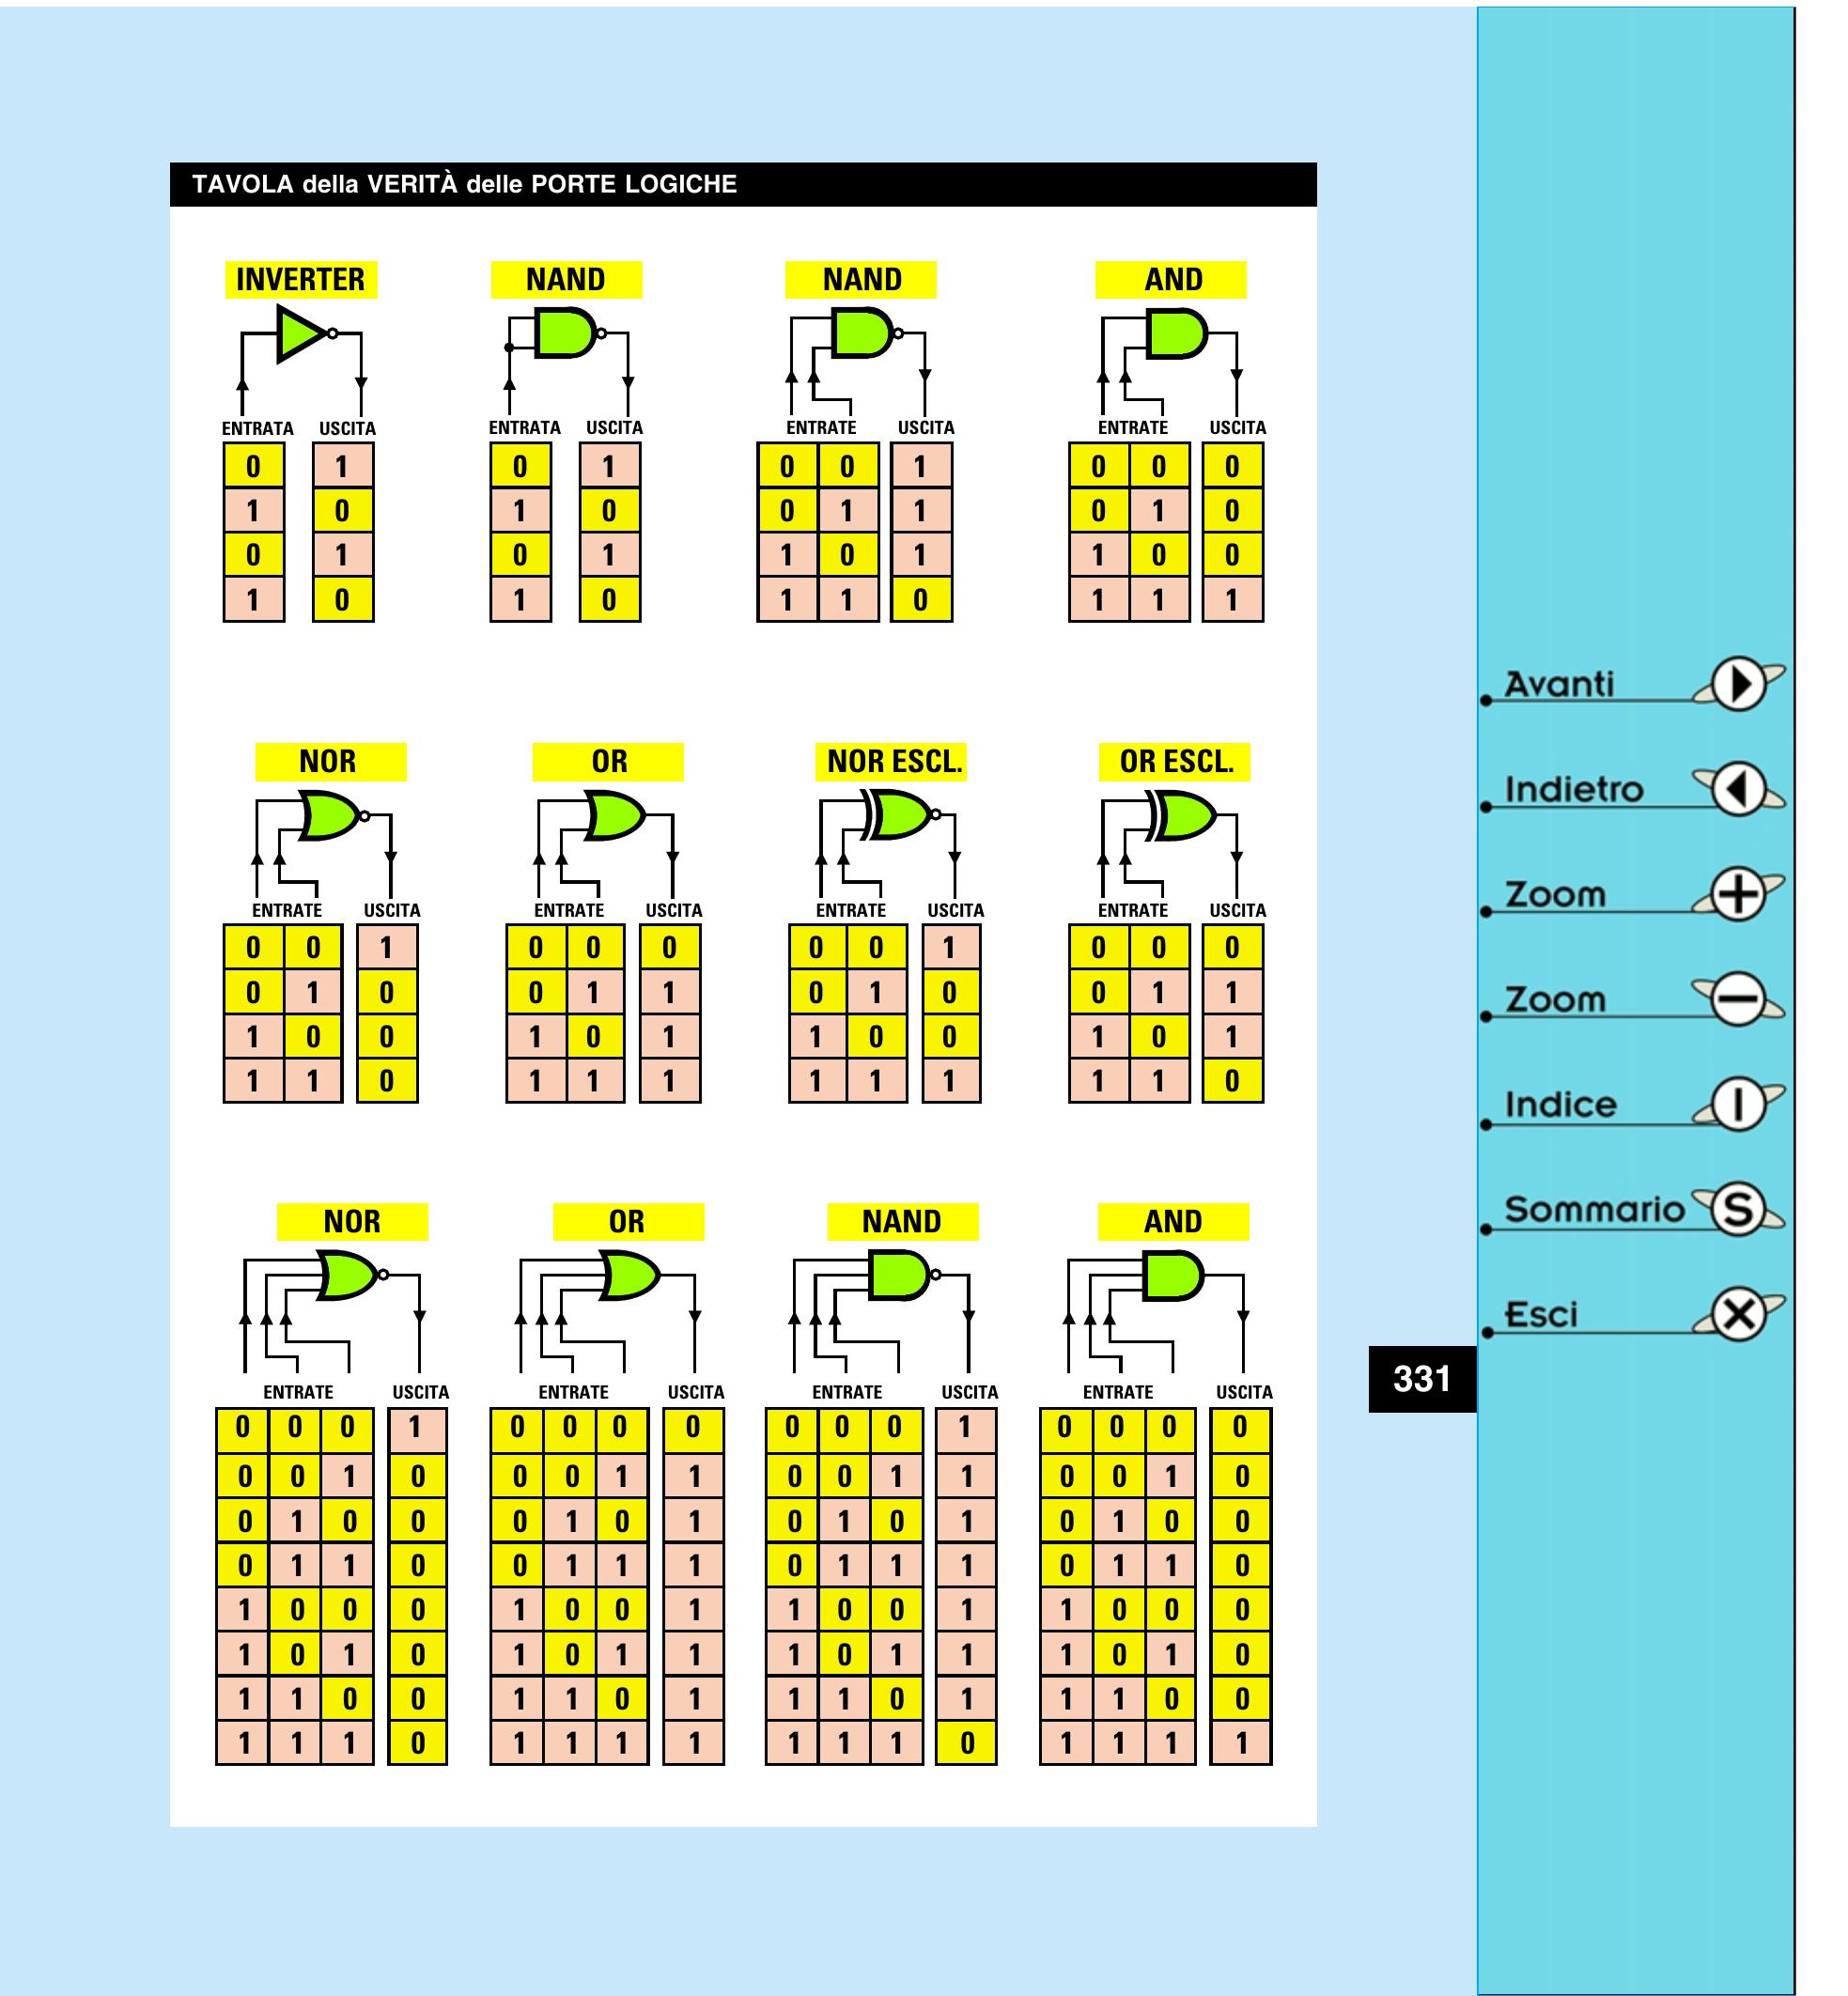 TAVOLA della VERITÀ delle PORTE LOGICHE
INVERTER NAND NAND AND
ENTRATA USCITA ENTRATA USCITA ENTRATE USCITA ENTRATE USCITA
0 1 0 1 0 0 1 0 0 0
1 0 1 0 0 1 1 0 1 0
0 1 0 1 1 0 1 1 0 0
1 0 1 0 1 1 0 1 1 1
NOR OR NOR ESCL. OR ESCL.
ENTRATE USCITA ENTRATE USCITA ENTRATE USCITA ENTRATE USCITA
0 0 1 0 0 0 0 0 1 0 0 0
0 1 0 0 1 1 0 1 0 0 1 1
1 0 0 1 0 1 1 0 0 1 0 1
1 1 0 1 1 1 1 1 1 1 1 0
NOR OR NAND AND
ENTRATE USCITA ENTRATE USCITA ENTRATE USCITA ENTRATE USCITA
0 0 0 1 0 0 0 0 0 0 0 1 0 0 0 0
0 0 1 0 0 0 1 1 0 0 1 1 0 0 1 0
0 1 0 0 0 1 0 1 0 1 0 1 0 1 0 0
0 1 1 0 0 1 1 1 0 1 1 1 0 1 1 0
1 0 0 0 1 0 0 1 1 0 0 1 1 0 0 0
1 0 1 0 1 0 1 1 1 0 1 1 1 0 1 0
1 1 0 0 1 1 0 1 1 1 0 1 1 1 0 0
1 1 1 0 1 1 1 1 1 1 1 0 1 1 1 1
Avanti
Indietro
Zoom
Zoom
Indice I
Sommario S
Esci
331